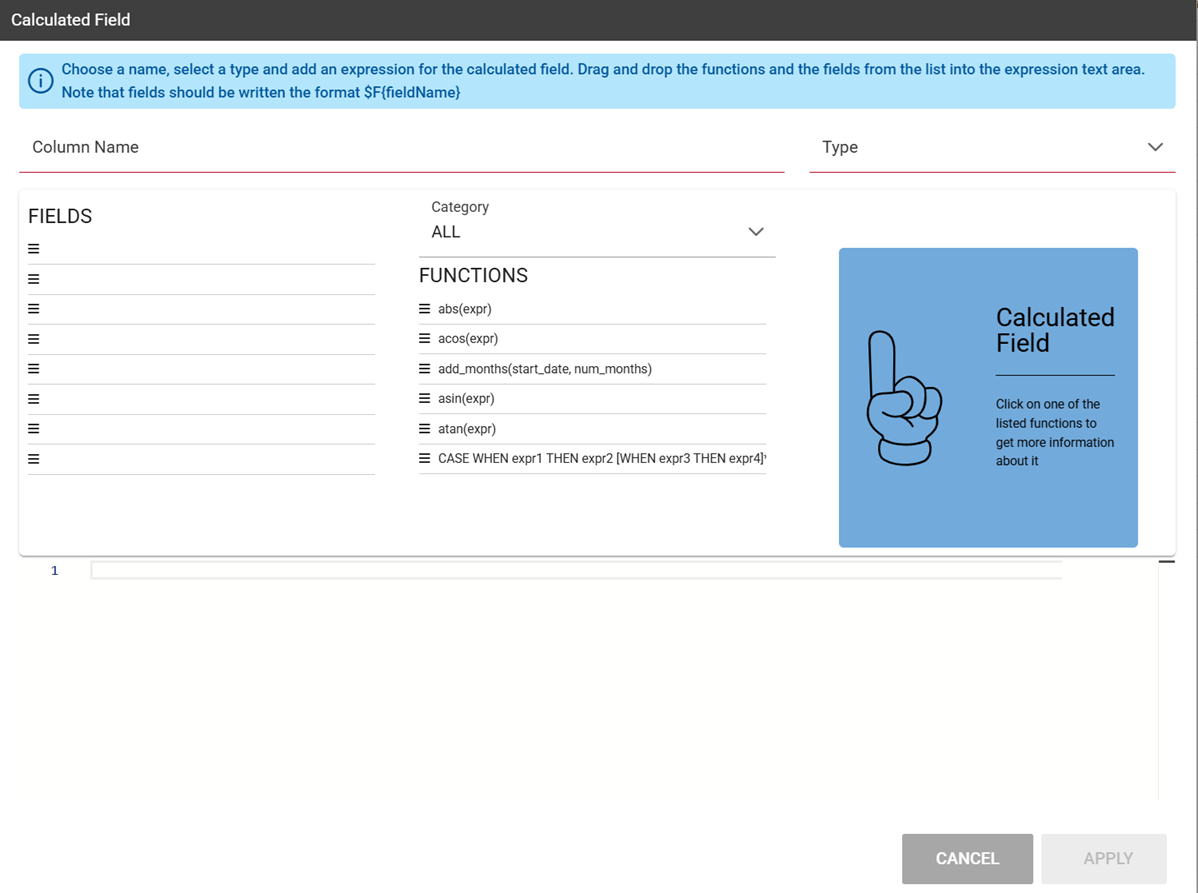 Calculated Field
Choose a name, select a type and add an expression for the calculated field. Drag and drop the functions and the fields from the list into the expression text area.
Note that fields should be written the format $F{fieldName}
Column Name
Type
FIELDS
Category
ALL
FUNCTIONS
abs(expr)
acos(expr)
add_months(start_date, num_months)
asin(expr)
atan(expr)
CASE WHEN expr1 THEN expr2 [WHEN expr3 THEN expr4]
Calculated
Field
Click on one of the
listed functions to
get more information
about it
1
CANCEL
APPLY